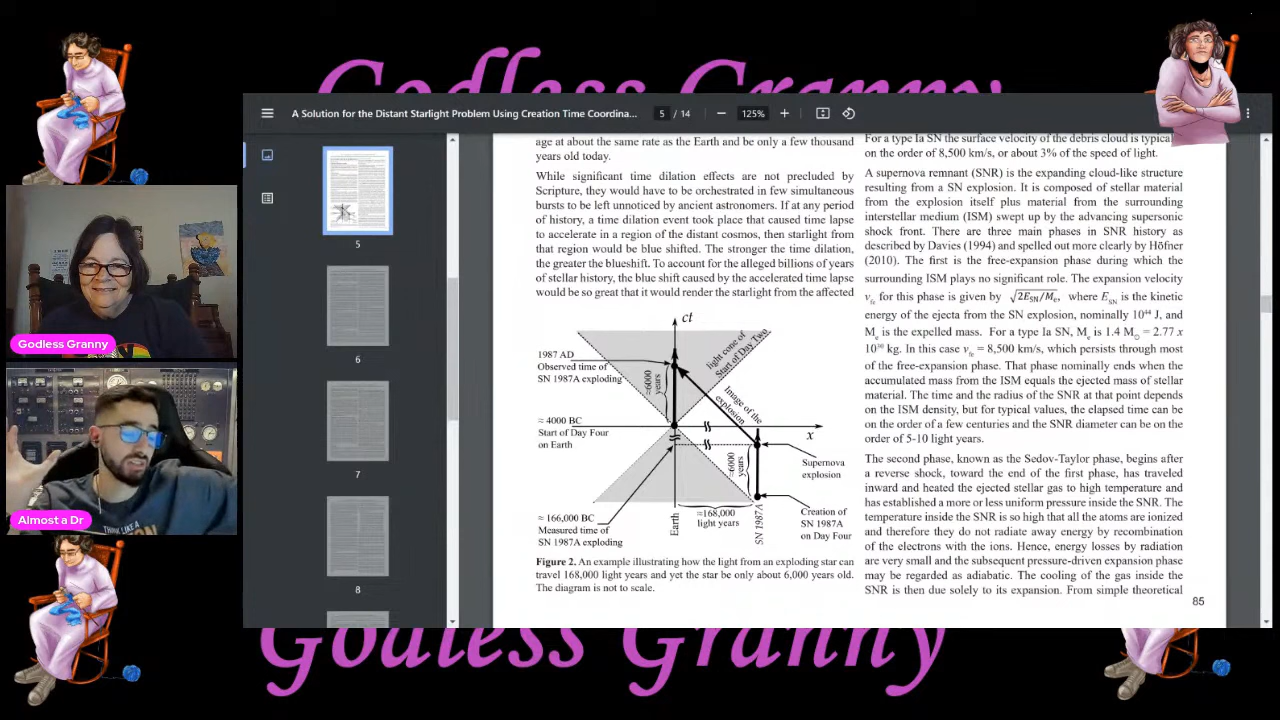 Godless Granny
A Solution for the Distant Starlight Problem Using Creation Time Coordina...
5 / 14
125%
5
6
7
8
Godless Granny
Almost a Dr
THINK LIKE A
age at about the same rate as the Earth and be only a few thousand
years old today.
While significant time dilation effects are not precluded by
Scripture, they would have to be orchestrated in few simultaneous
bursts to be left unnoticed by ancient astronomers. If at any period
of history, a time dilation event took place that caused time lapse
to accelerate in a region of the distant cosmos, then starlight from
that region would be blue shifted. The stronger the time dilation,
the greater the blueshift. To account for the alleged billions of years
of stellar history, the blue shift caused by the accelerated time lapse
would be so great that it would render the starlight from the affected
ct
1987 AD
Observed time of
SN 1987A exploding
≈6000
years
light cone of
Start of Day Two
Image of the
explosion
≈ 4000 BC
Start of Day Four
on Earth
x
≈6000
years
Supernova
explosion
≈ 166,000 BC
Measured time of
SN 1987A exploding
Earth
≈168,000
light years
SN 1987A
Creation of
SN 1987A
on Day Four
Figure 2. An example illustrating how the light from an exploding star can
travel 168,000 light years and yet the star be only about 6,000 years old.
The diagram is not to scale.
For a type Ia SN the surface velocity of the debris cloud is typical
on the order of 8,500 km/s, or about 3% of the speed of light.
A supernova remnant (SNR) is the expanding cloud-like structure
resulting from a SN explosion. It is composed of stellar material
from the explosion itself plus material from the surrounding
interstellar medium (ISM) swept up by the advancing supersonic
shock front. There are three main phases in SNR history as
described by Davies (1994) and spelled out more clearly by Höfner
(2010). The first is the free-expansion phase during which the
surrounding ISM plays no significant role. The expansion velocity
v_fe for this phase is given by √2E_SN/M_e, where E_SN is the kinetic
energy of the ejecta from the SN explosion, nominally 10⁴⁴ J, and
M_e is the expelled mass. For a type Ia SN, M_e is 1.4 M_⊙ = 2.77 x
10³⁰ kg. In this case v_fe = 8,500 km/s, which persists through most
of the free-expansion phase. That phase nominally ends when the
accumulated mass from the ISM equals the ejected mass of stellar
material. The time and the radius of the SNR at that point depends
on the ISM density, but for typical values, the elapsed time can be
on the order of a few centuries and the SNR diameter can be on the
order of 5-10 light years.
The second phase, known as the Sedov-Taylor phase, begins after
a reverse shock, toward the end of the first phase, has traveled
inward and heated the ejected stellar gas to high temperature and
has established a more or less uniform pressure inside the SNR. The
temperature inside the SNR is so high that all the atoms are ionized
and therefore they do not radiate away energy by recombination
of the electrons with the ions. Hence, energy losses by radiation
are very small and the subsequent pressure-driven expansion phase
may be regarded as adiabatic. The cooling of the gas inside the
SNR is then due solely to its expansion. From simple theoretical
85
Godless Granny